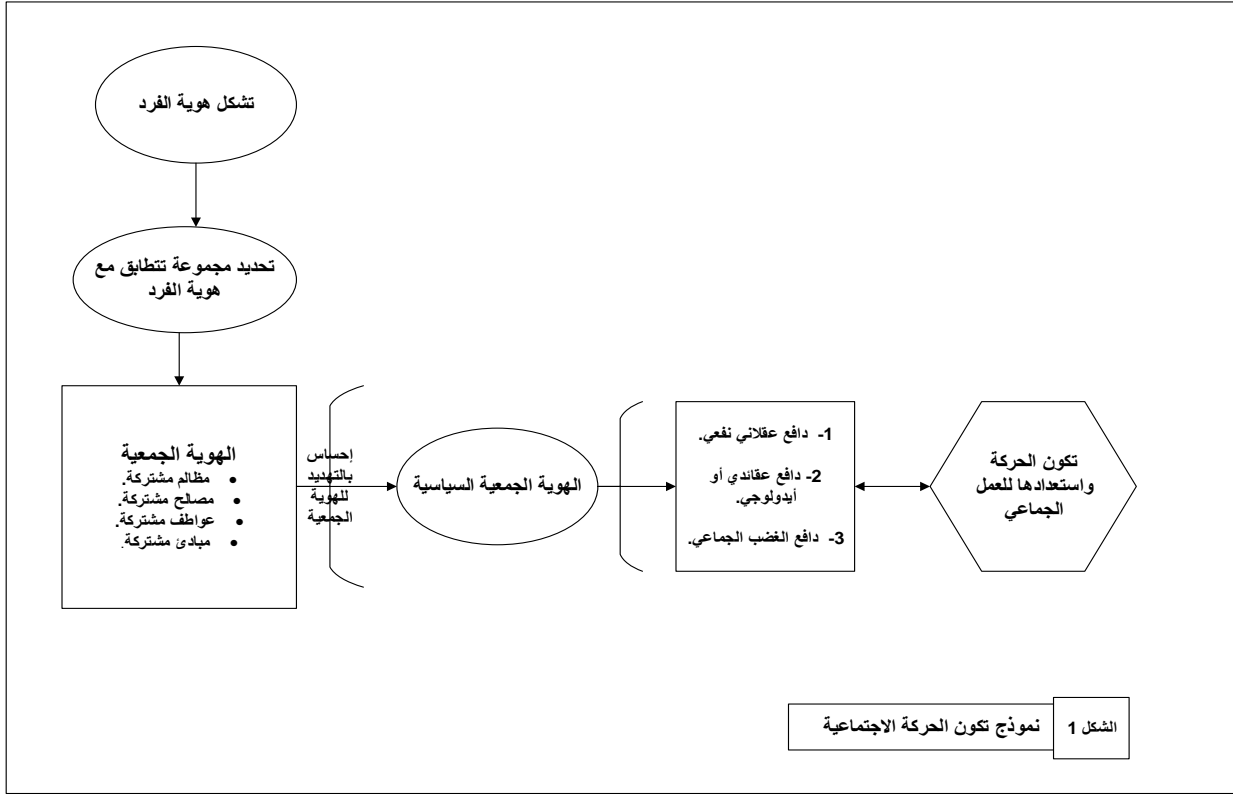 تشكل هوية الفرد
تحديد مجموعة تتطابق مع
هوية الفرد
الهوية الجمعية
• مظالم مشتركة.
• مصالح مشتركة.
• عواطف مشتركة.
• مبادئ مشتركة.
إحساس
بالتهديد
للهوية
الجمعية
الهوية الجمعية السياسية
1- دافع عقلاني نفعي.
2- دافع عقائدي أو
أيدولوجي.
3- دافع الغضب الجماعي.
تكون الحركة
واستعدادها للعمل
الجماعي
الشكل 1
نموذج تكون الحركة الاجتماعية